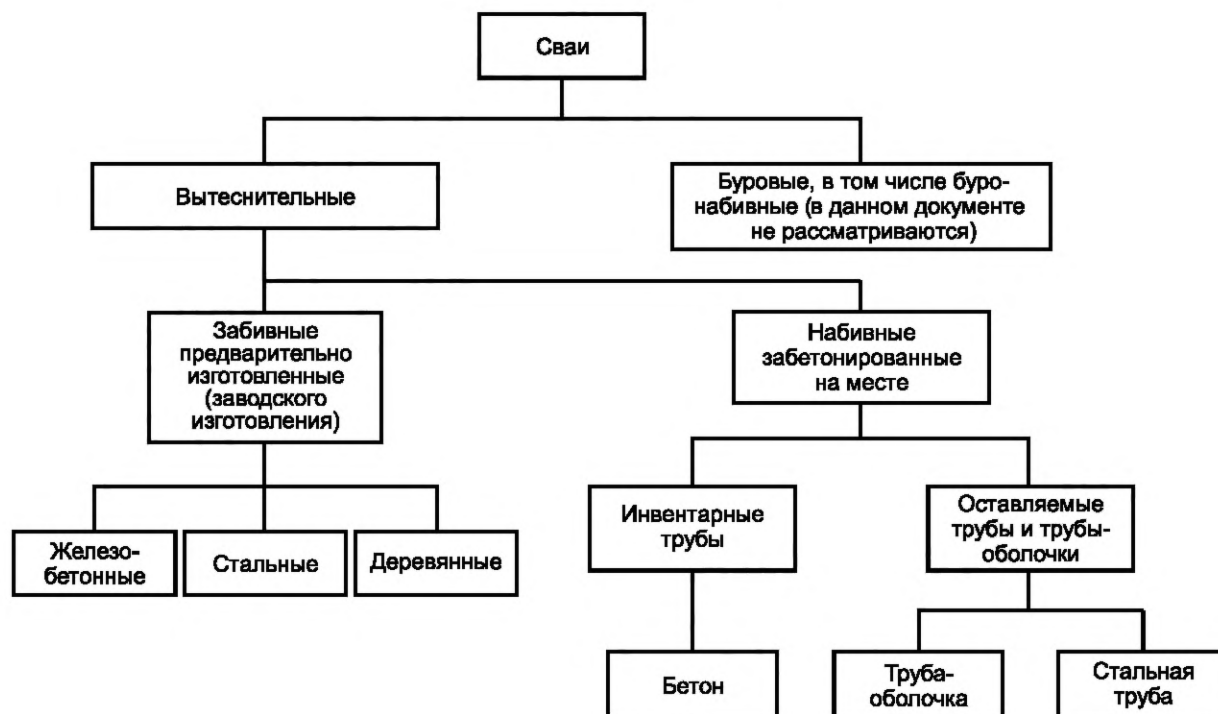 Сваи
Вытеснительные
Буровые, в том числе буро-
набивные (в данном документе
не рассматриваются)
Забивные
предварительно
изготовленные
(заводского
изготовления)
Набивные
забетонированные
на месте
Железо-
бетонные
Стальные
Деревянные
Инвентарные
трубы
Оставляемые
трубы и трубы-
оболочки
Бетон
Труба-
оболочка
Стальная
труба